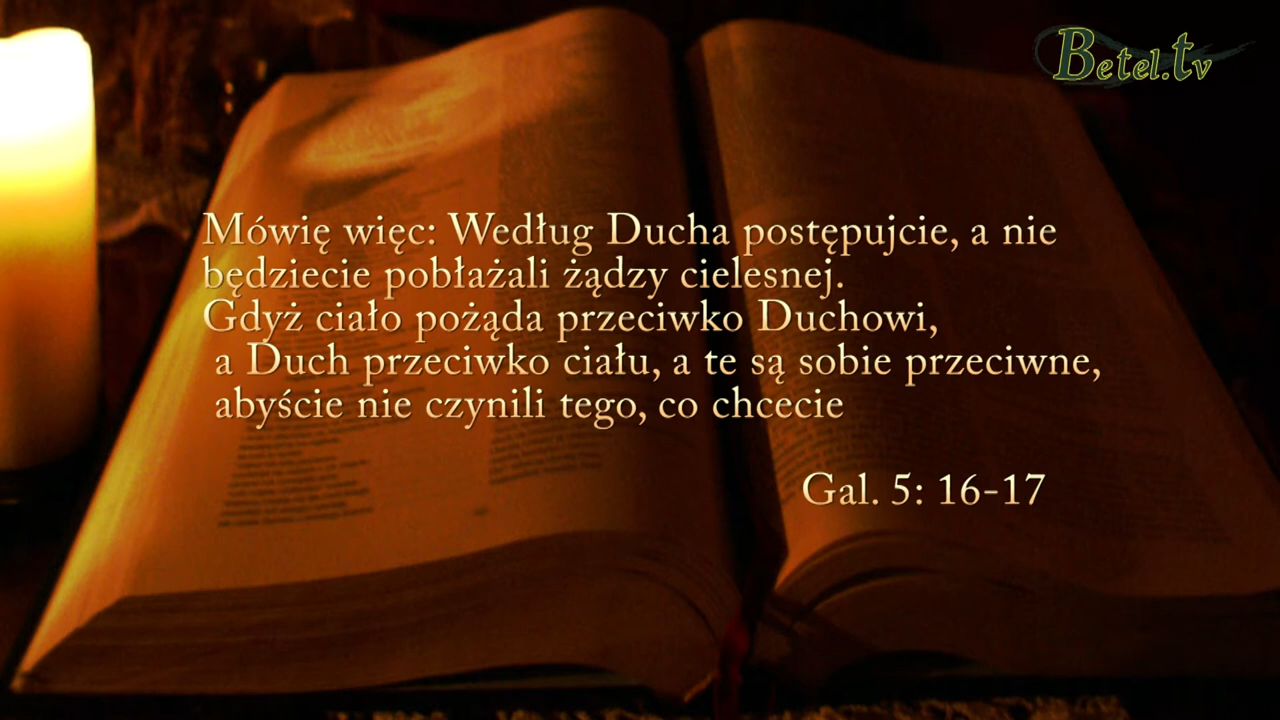 Betel.tv
Mówię więc: Według Ducha postępujcie, a nie
będziecie pobłażali żądzy cielesnej.
Gdyż ciało pożąda przeciwko Duchowi,
a Duch przeciwko ciału, a te są sobie przeciwne,
abyście nie czynili tego, co chcecie
Gal. 5: 16-17